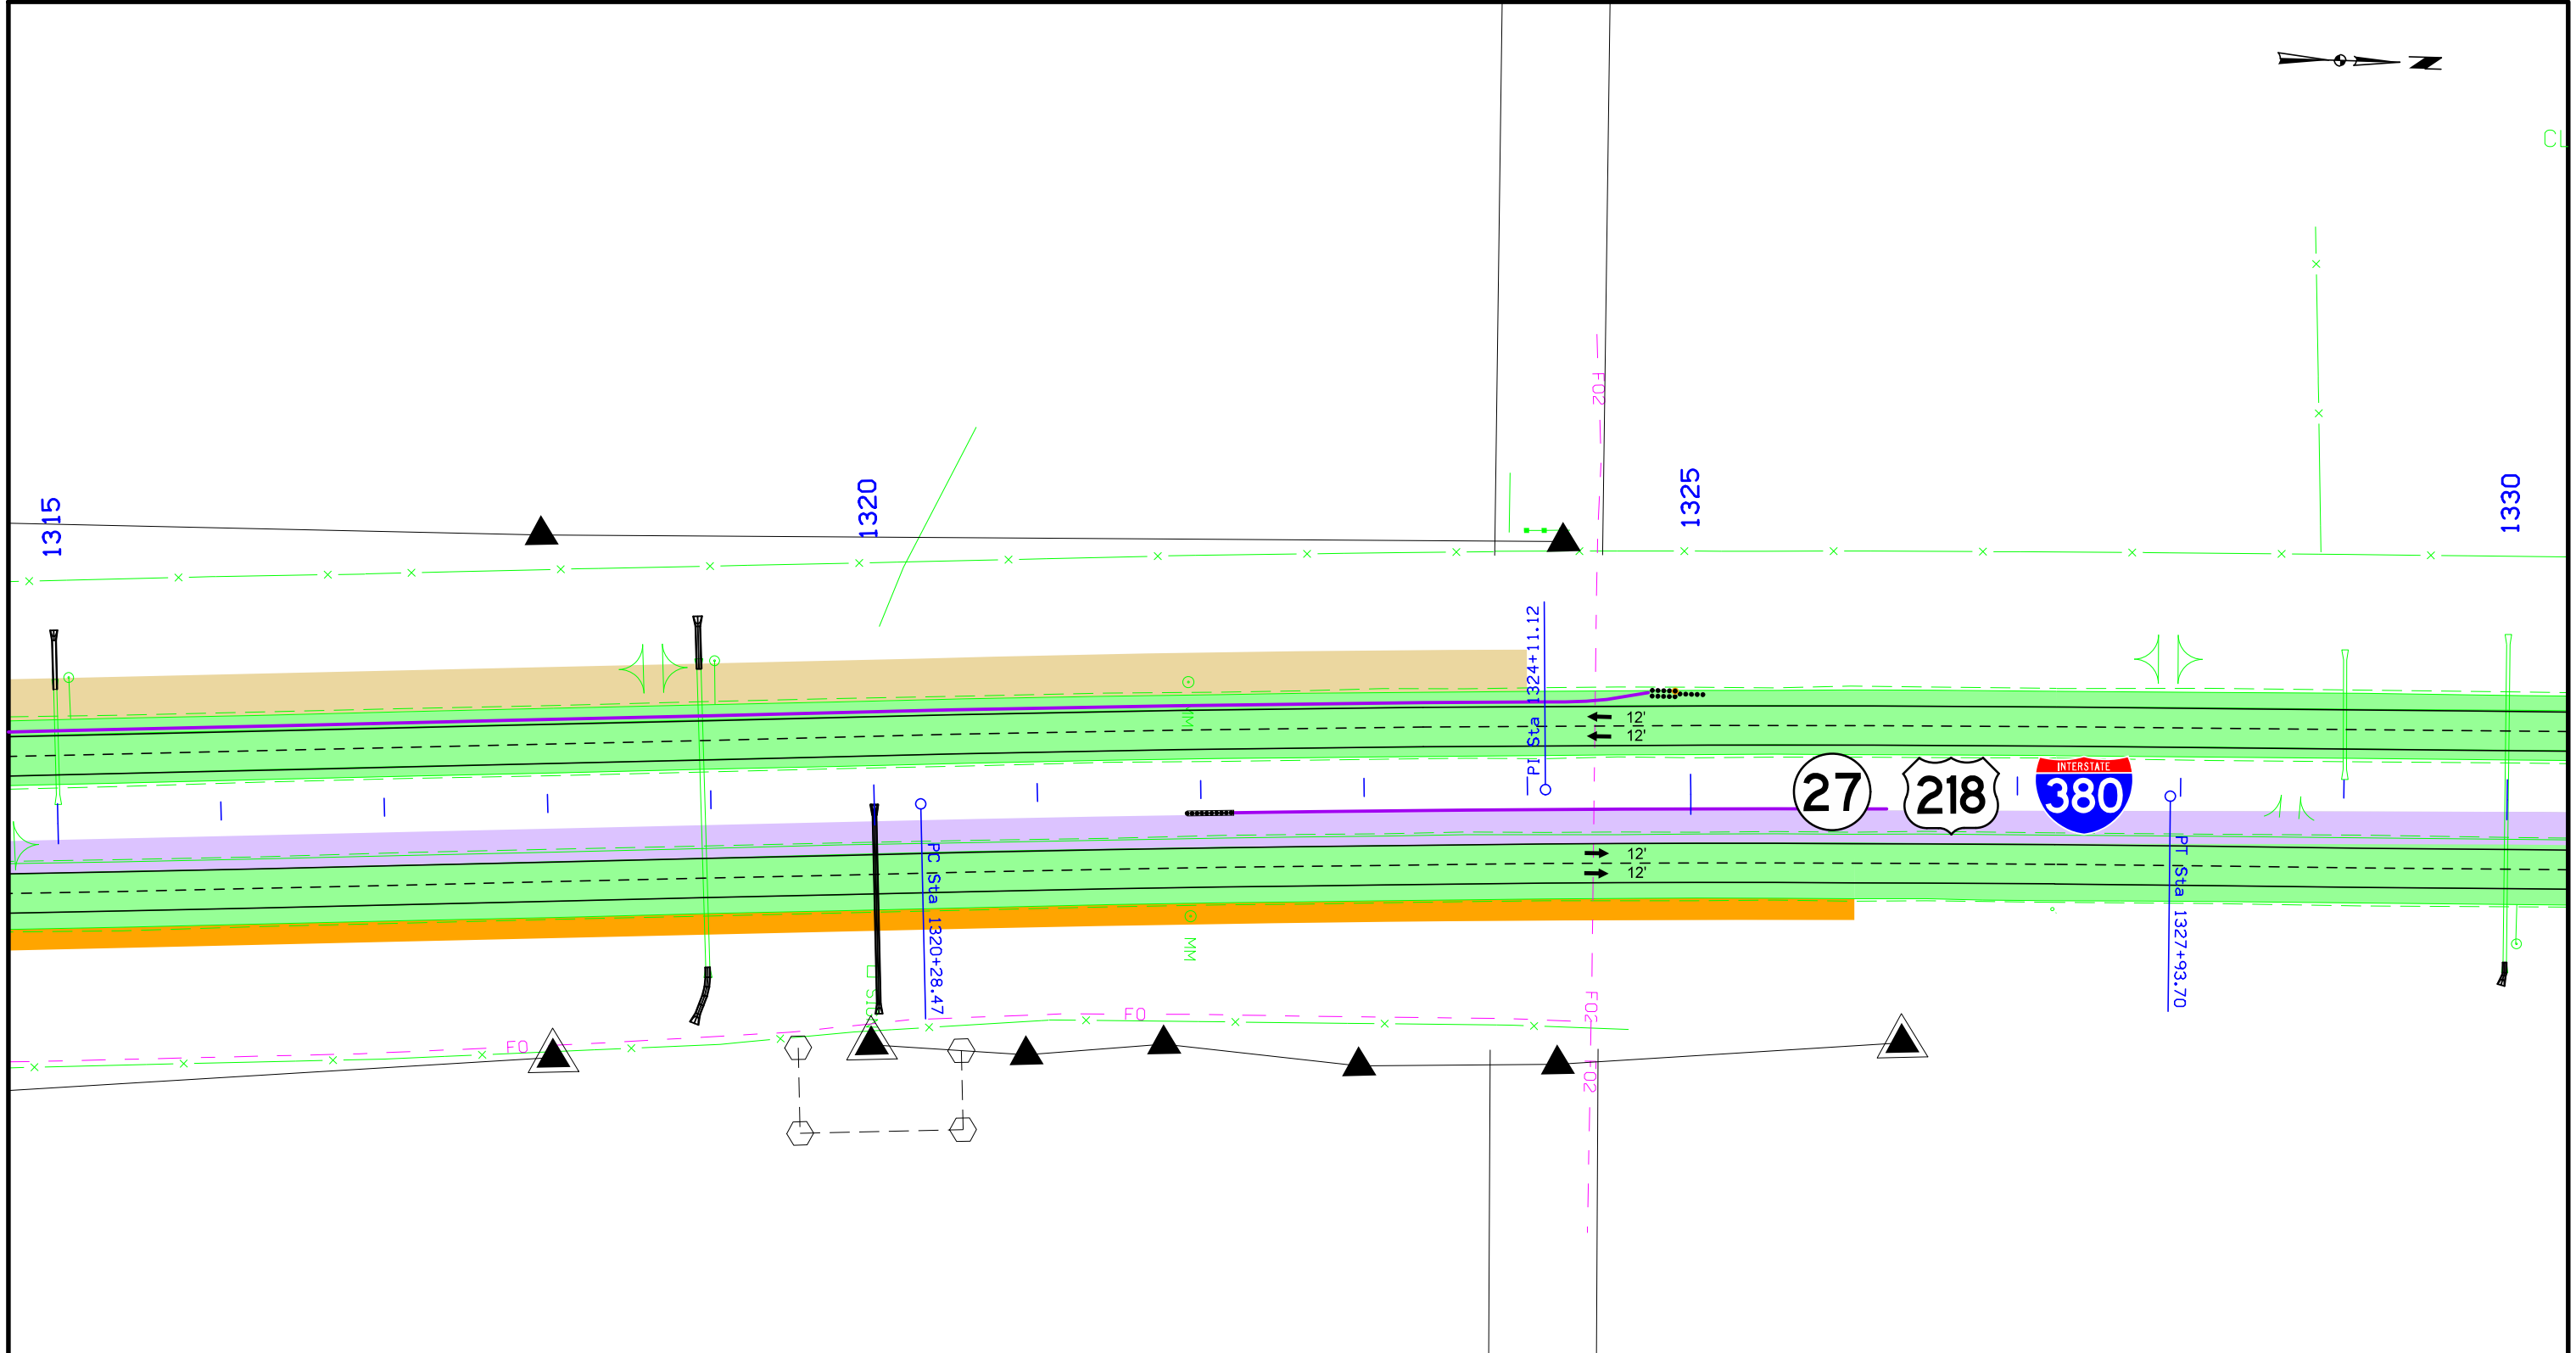 N
CL
FO2
1315
1320
1325
1330
PI Sta 1324+11.12
MM
12'
12'
27
218
INTERSTATE
380
12'
12'
PC Sta 1320+28.47
PT Sta 1327+93.70
MM
FO2
FO
FO
FO2